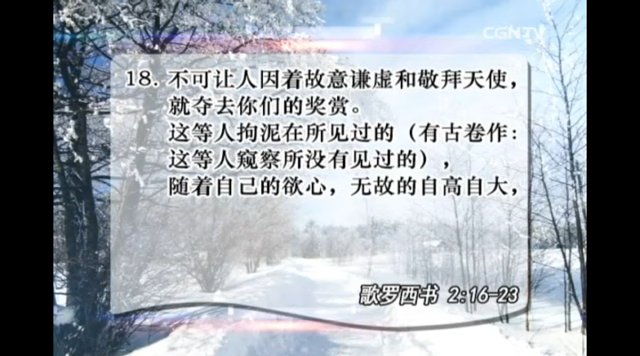 CGNTV
18. 不可让人因着故意谦虚和敬拜天使，
就夺去你们的奖赏。
这等人拘泥在所见过的（有古卷作：
这等人窥察所没有见过的），
随着自己的欲心，无故的自高自大，
歌罗西书 2:16-23